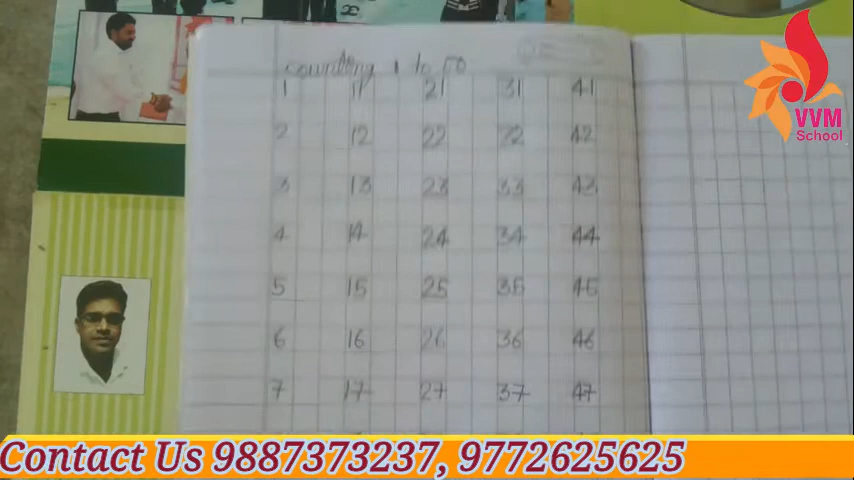 counting 1 to 50
1 11 21 31 41
2 12 22 32 42
3 13 23 33 43
4 14 24 34 44
5 15 25 35 45
6 16 26 36 46
7 17 27 37 47
VVM
School
Contact Us 9887373237, 9772625625